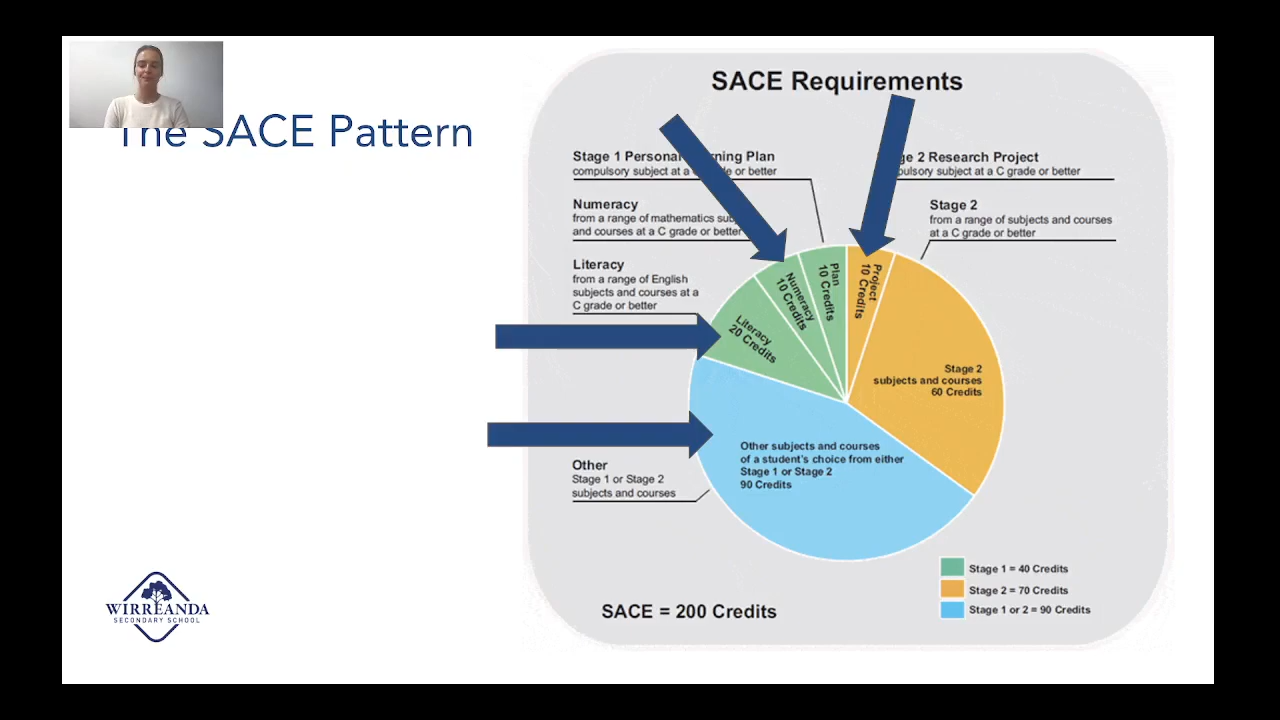 The SACE Pattern
SACE Requirements
Stage 1 Personal Plan
compulsory subject at a C or better
Numeracy
from a range of mathematics
and courses at a C grade or better
Literacy
from a range of English
subjects and courses at a
C grade or better
Stage 2 Research Project
subject at a C grade or better
Stage 2
from a range of subjects and courses
at a C grade or better
Plan
10 Credits
Project
10 Credits
Numeracy
10 Credits
Literacy
20 Credits
Stage 2
subjects and courses
60 Credits
Other subjects and courses
of a student's choice from either
Stage 1 or Stage 2
90 Credits
Other
Stage 1 or Stage 2
subjects and courses
Stage 1 = 40 Credits
Stage 2 = 70 Credits
Stage 1 or 2 = 90 Credits
SACE = 200 Credits
WIRREANDA
SECONDARY SCHOOL